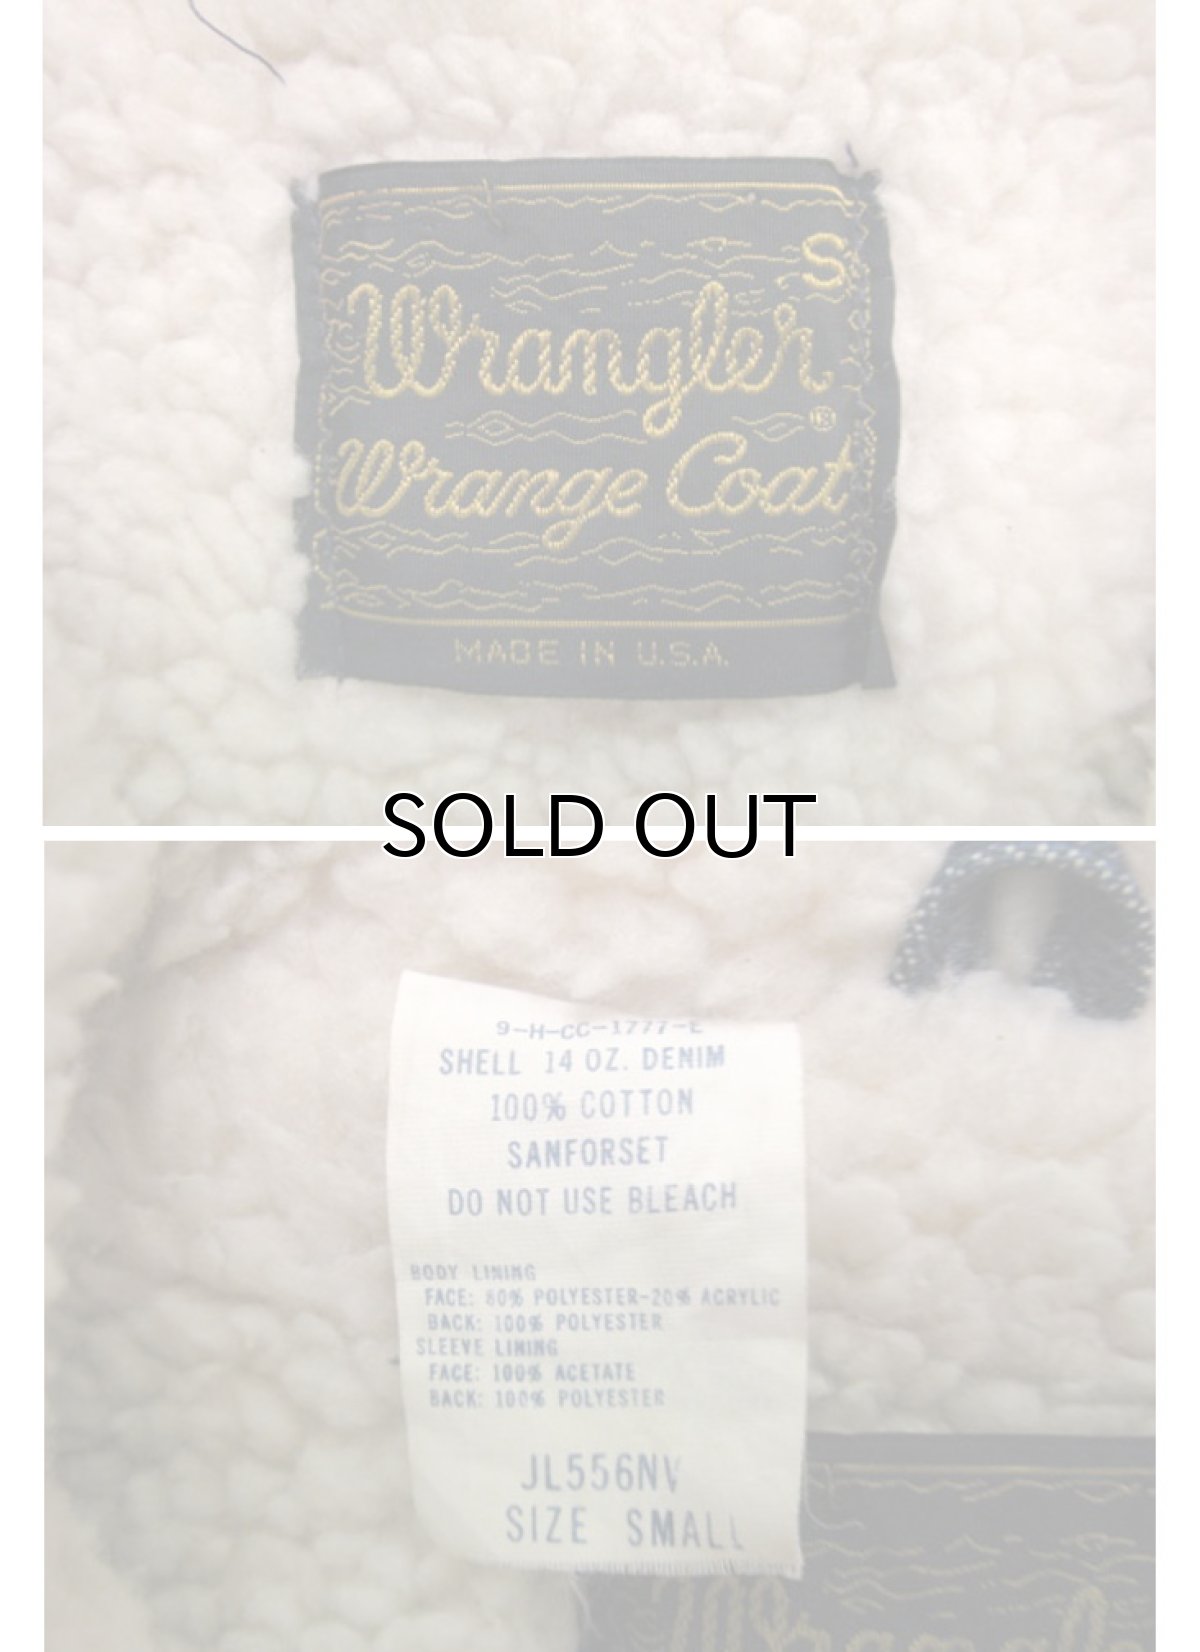 S
Wrangler®
Wrange Coat
MADE IN U.S.A.
SOLD OUT
9-H-CC-1777-E
SHELL 14 OZ. DENIM
100% COTTON
SANFORSET
DO NOT USE BLEACH
BODY LINING
FACE: 80% POLYESTER-20% ACRYLIC
BACK: 100% POLYESTER
SLEEVE LINING
FACE: 100% ACETATE
BACK: 100% POLYESTER
JL556NV
SIZE SMALL
Wrangl